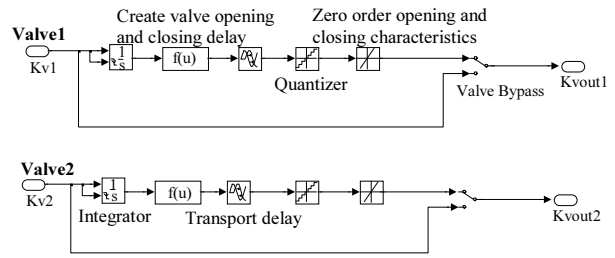 Create valve opening
and closing delay
Zero order opening and
closing characteristics
Valve1
Kv1
1
s
f(u)
Quantizer
Valve Bypass
Kvout1
Valve2
Kv2
1
s
f(u)
Integrator
Transport delay
Kvout2